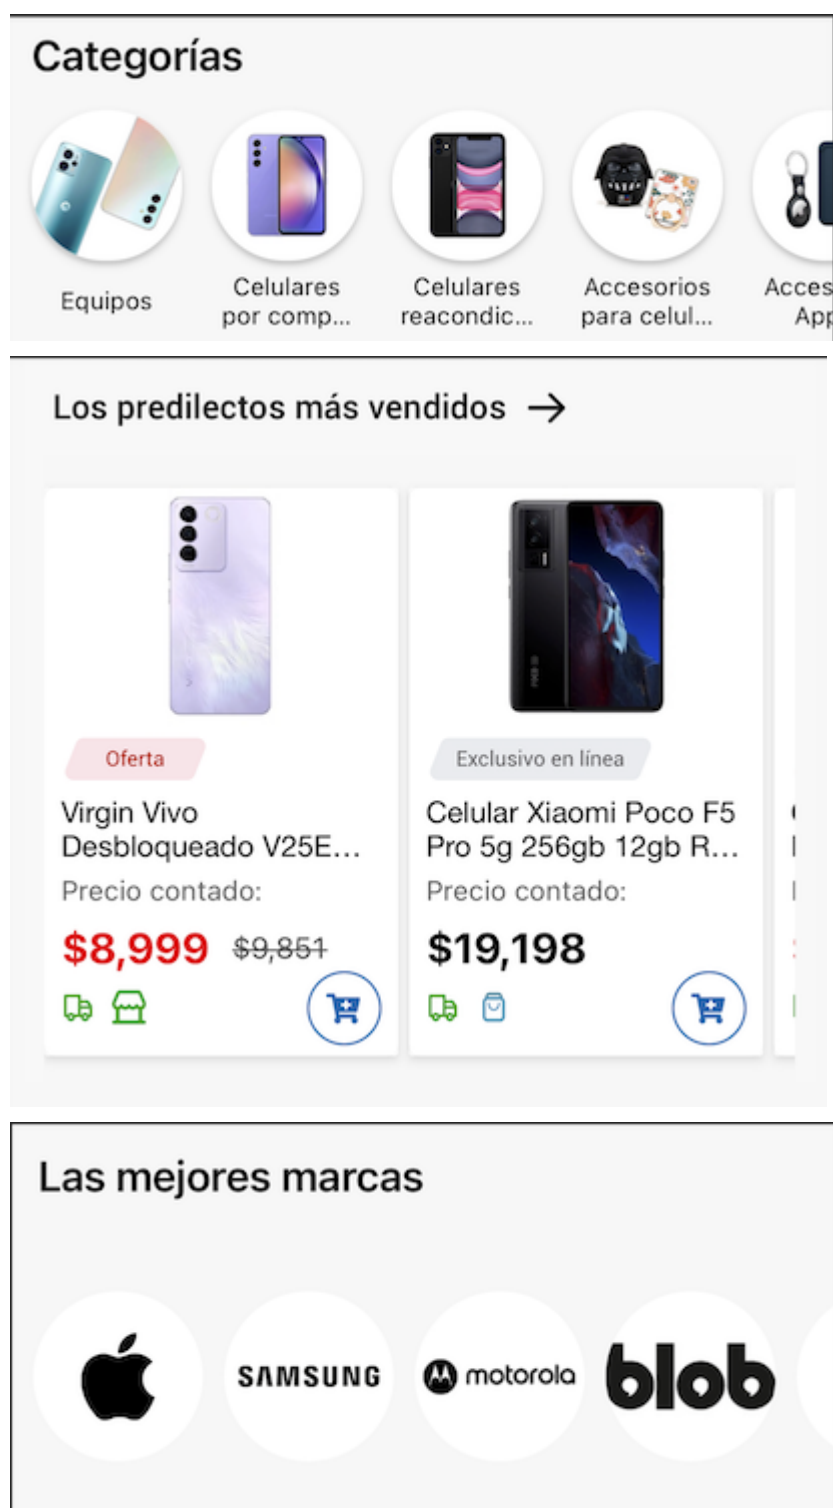 Categorías
Equipos
Celulares
por comp...
Celulares
reacondic...
Accesorios
para celul...
Acces
App
Los predilectos más vendidos →
Oferta
Virgin Vivo
Desbloqueado V25E...
Precio contado:
$8,999 $9,851
Exclusivo en línea
Celular Xiaomi Poco F5
Pro 5g 256gb 12gb R...
Precio contado:
$19,198
Las mejores marcas
SAMSUNG
motorola
blob